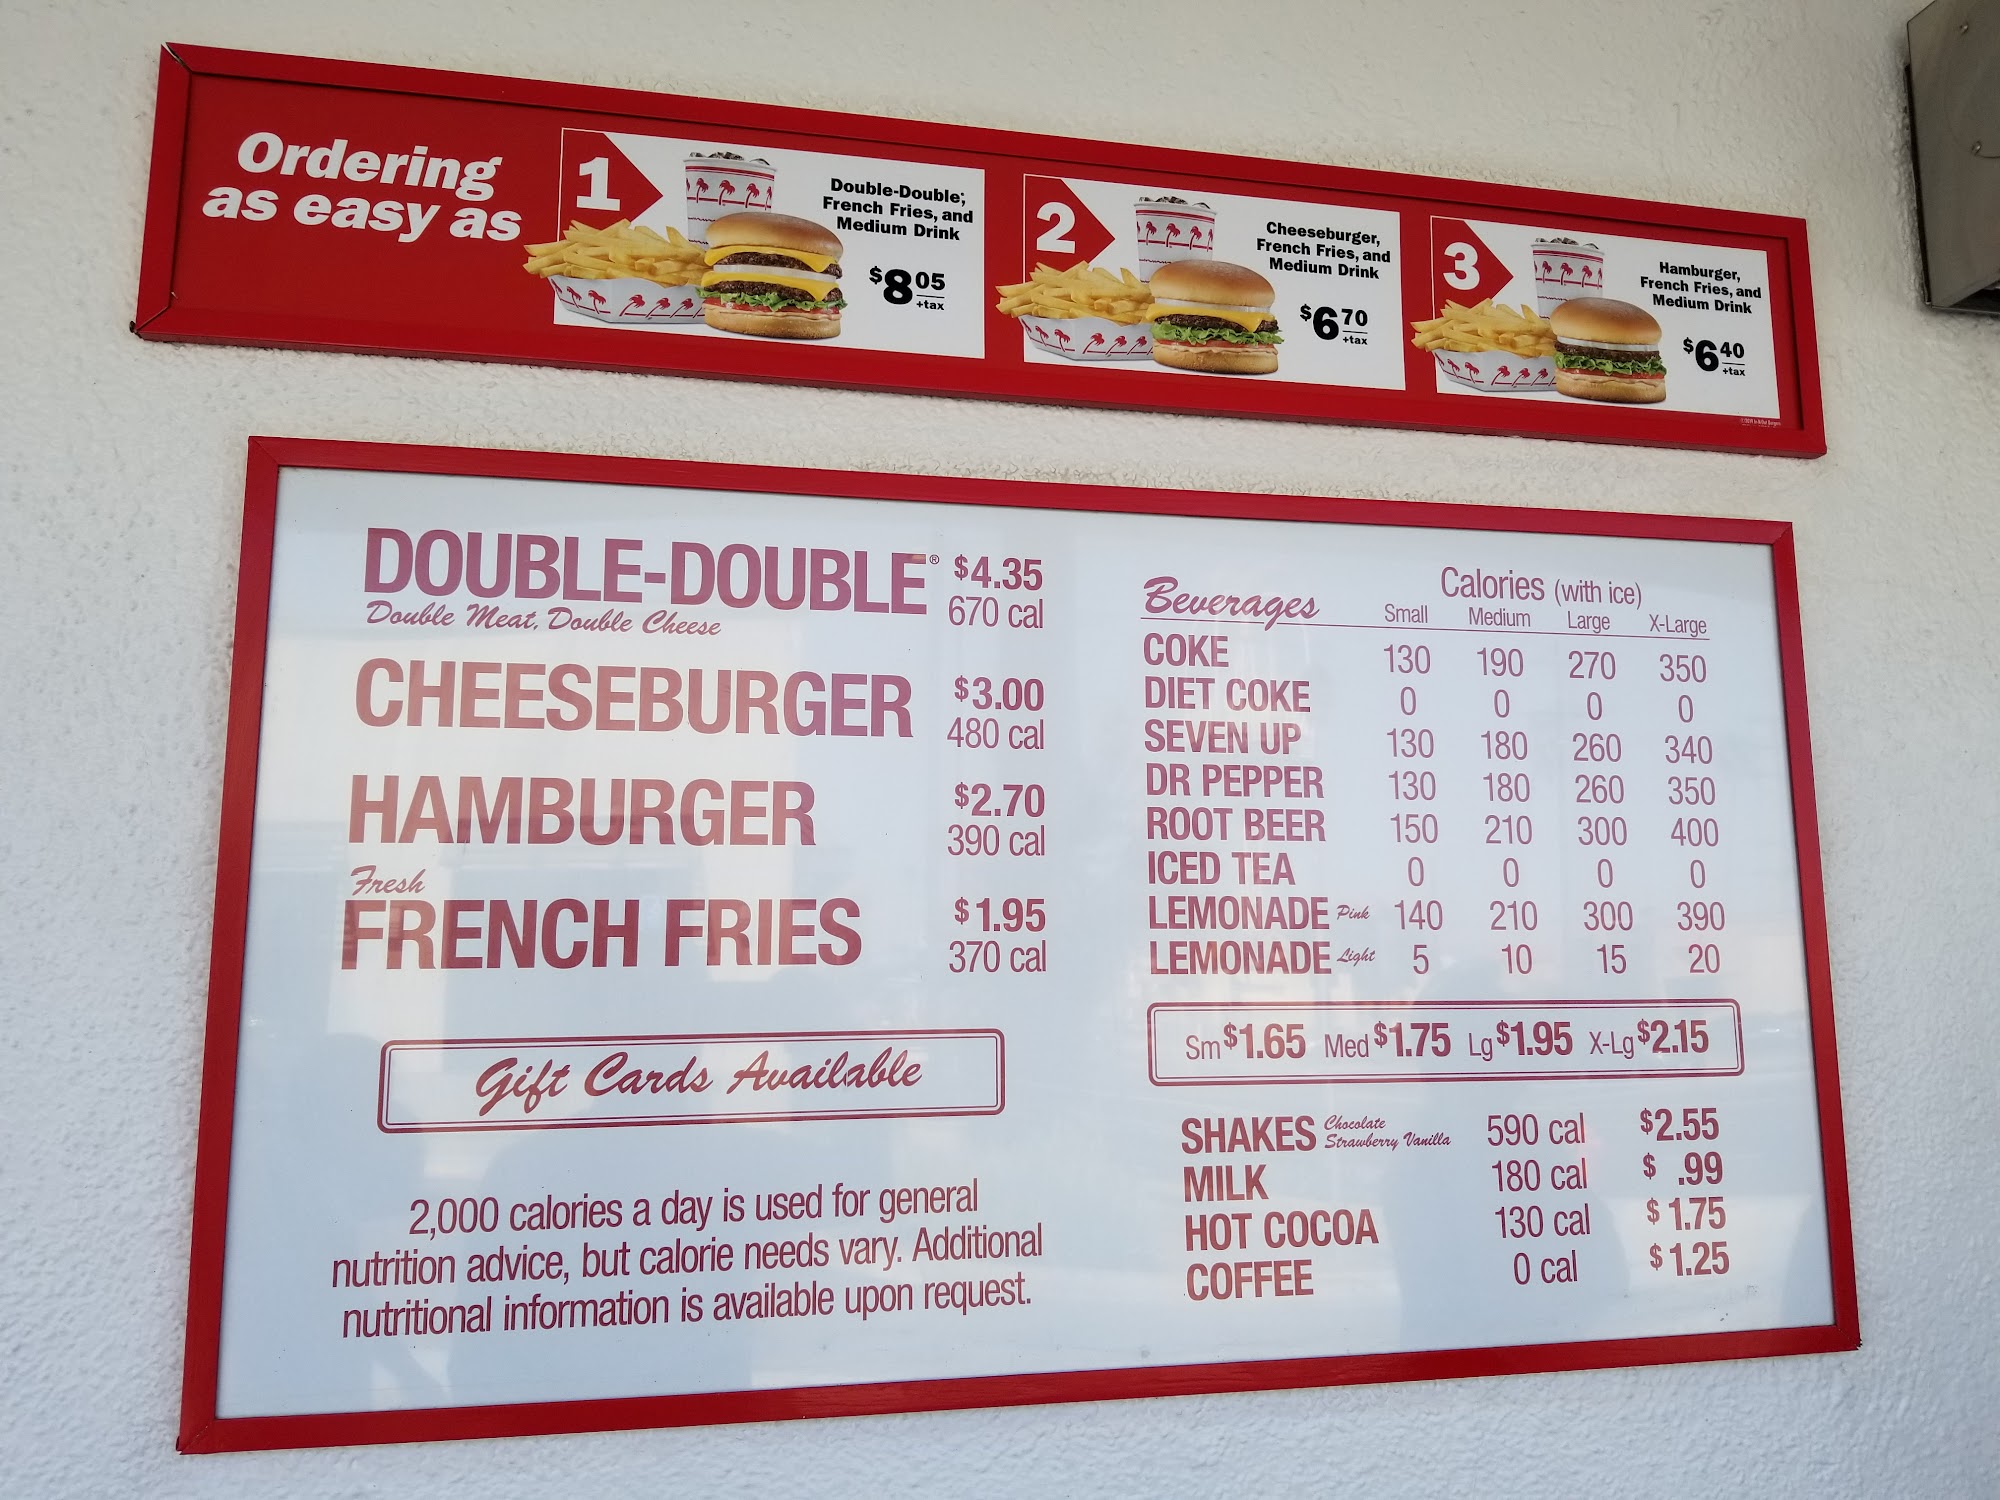 Ordering
as easy as
1
Double-Double,
French Fries, and
Medium Drink
$8 05
+tax
2
Cheeseburger,
French Fries, and
Medium Drink
$6 70
+tax
3
Hamburger,
French Fries, and
Medium Drink
$6 40
+tax
DOUBLE-DOUBLE® $4.35
Double Meat, Double Cheese 670 cal
CHEESEBURGER $3.00
480 cal
HAMBURGER $2.70
390 cal
Fresh
FRENCH FRIES $1.95
370 cal
Gift Cards Available
2,000 calories a day is used for general
nutrition advice, but calorie needs vary. Additional
nutritional information is available upon request.
Calories (with ice)
Beverages Small Medium Large X-Large
COKE 130 190 270 350
DIET COKE 0 0 0 0
SEVEN UP 130 180 260 340
DR PEPPER 130 180 260 350
ROOT BEER 150 210 300 400
ICED TEA 0 0 0 0
LEMONADE Pink 140 210 300 390
LEMONADE Light 5 10 15 20
Sm $1.65 Med $1.75 Lg $1.95 X-Lg $2.15
SHAKES Chocolate Strawberry Vanilla 590 cal $2.55
MILK 180 cal $ .99
HOT COCOA 130 cal $1.75
COFFEE 0 cal $1.25